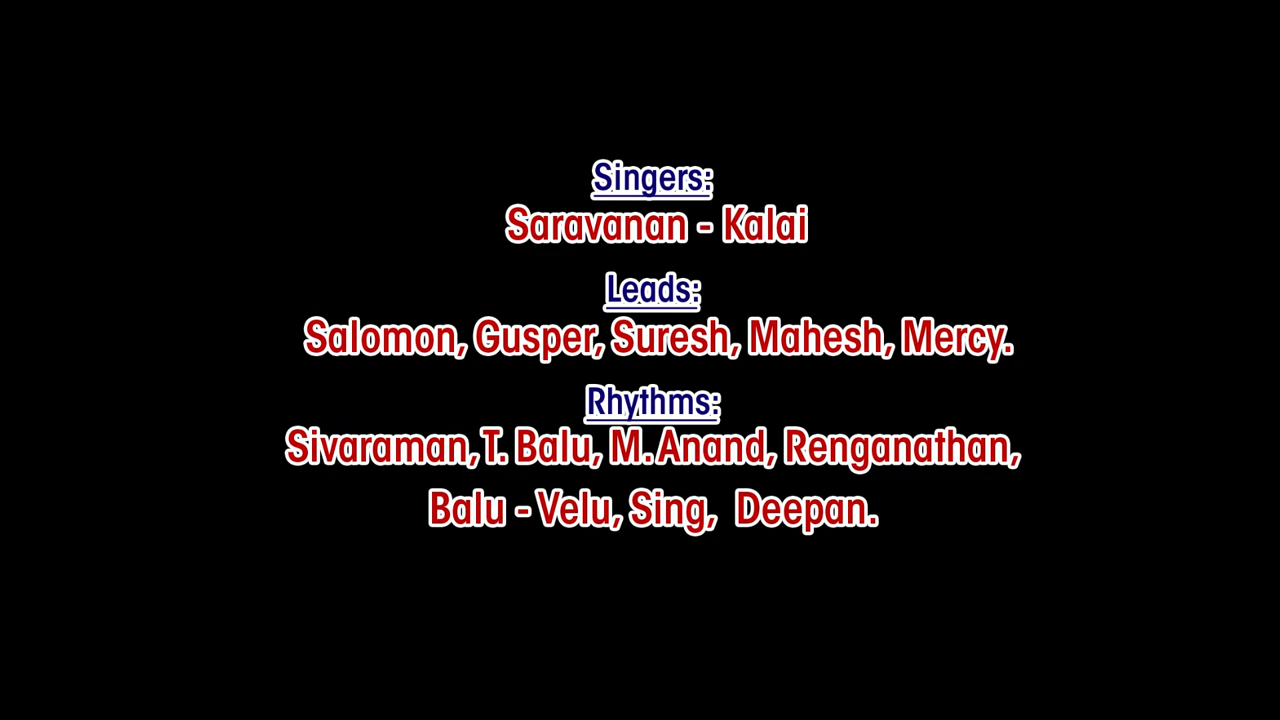 Singers:
Saravanan - Kalai
Leads:
Salomon, Gusper, Suresh, Mahesh, Mercy.
Rhythms:
Sivaraman, T. Balu, M. Anand, Renganathan,
Balu - Velu, Sing, Deepan.